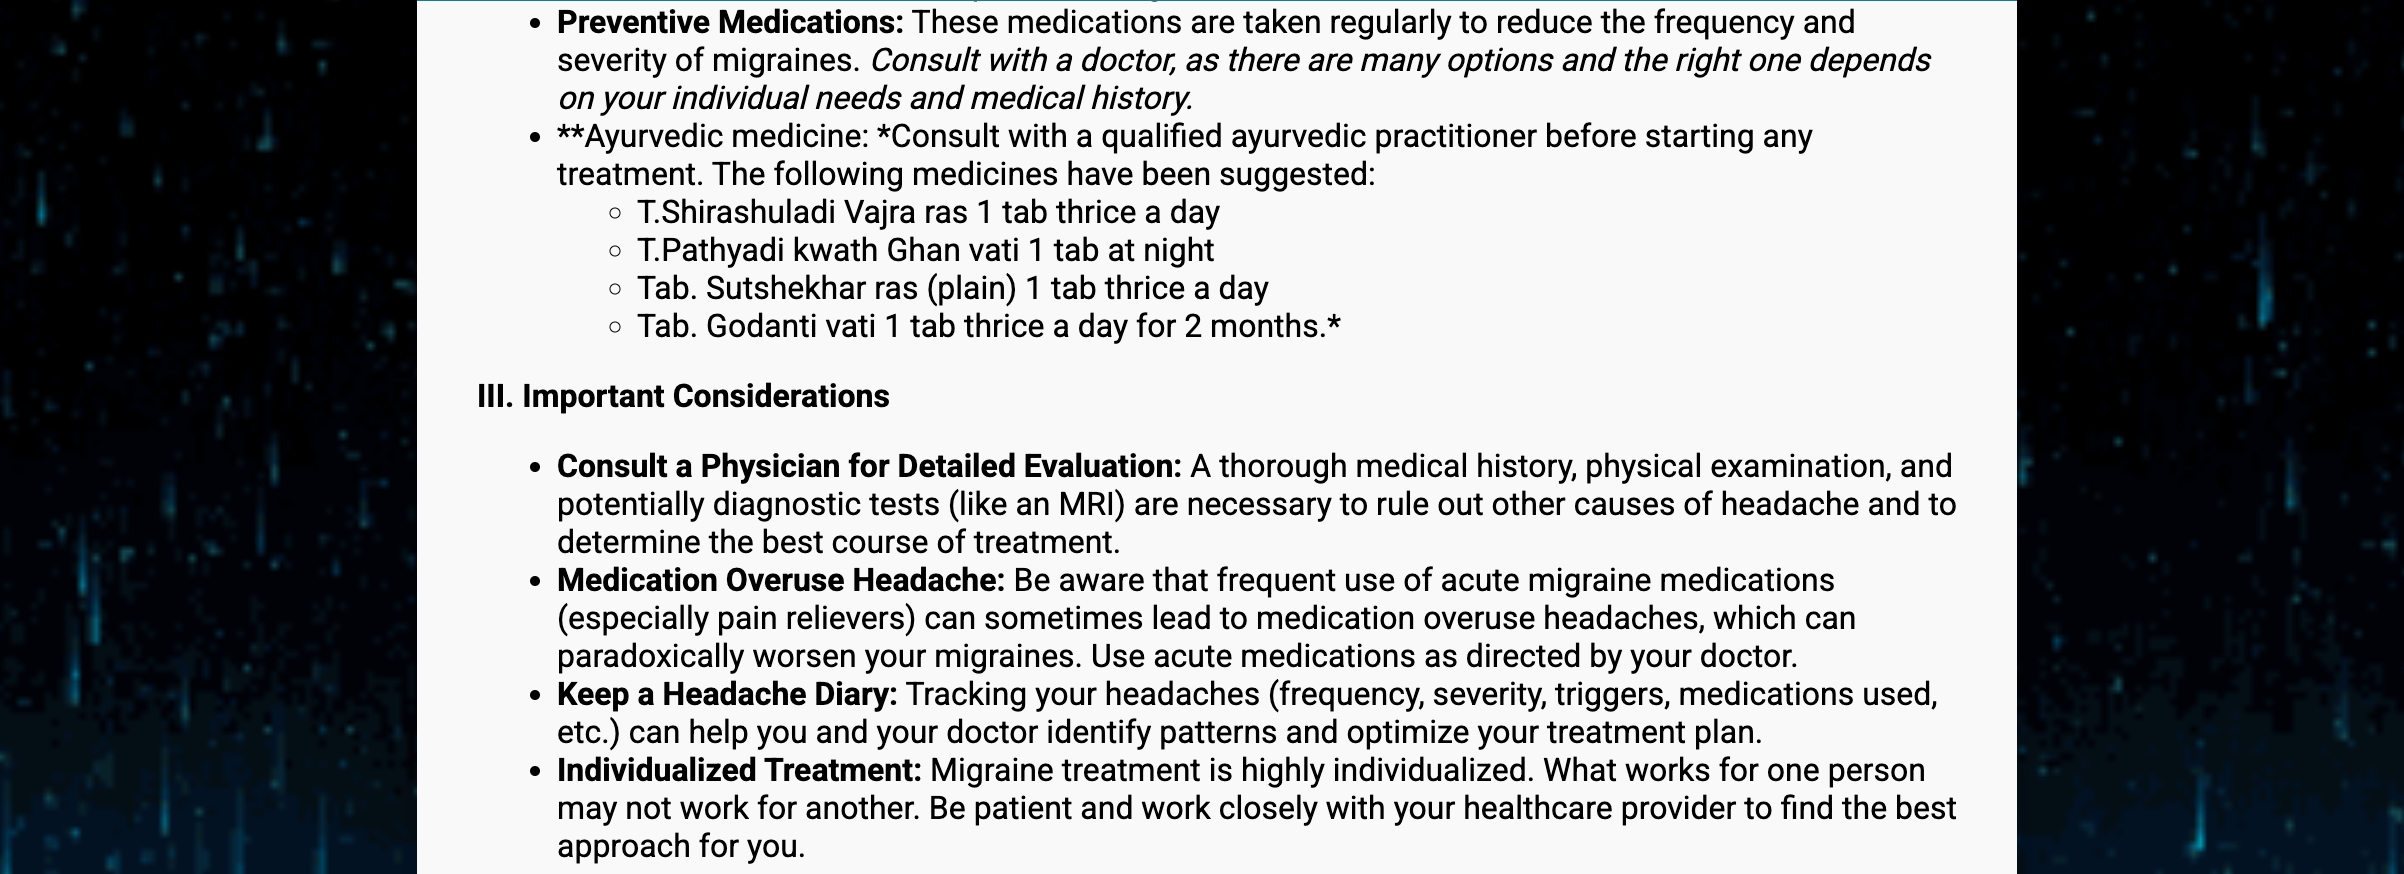 • Preventive Medications: These medications are taken regularly to reduce the frequency and
severity of migraines. Consult with a doctor, as there are many options and the right one depends
on your individual needs and medical history.
• **Ayurvedic medicine: *Consult with a qualified ayurvedic practitioner before starting any
treatment. The following medicines have been suggested:
◦ T.Shirashuladi Vajra ras 1 tab thrice a day
◦ T.Pathyadi kwath Ghan vati 1 tab at night
◦ Tab. Sutshekhar ras (plain) 1 tab thrice a day
◦ Tab. Godanti vati 1 tab thrice a day for 2 months.*
III. Important Considerations
• Consult a Physician for Detailed Evaluation: A thorough medical history, physical examination, and
potentially diagnostic tests (like an MRI) are necessary to rule out other causes of headache and to
determine the best course of treatment.
• Medication Overuse Headache: Be aware that frequent use of acute migraine medications
(especially pain relievers) can sometimes lead to medication overuse headaches, which can
paradoxically worsen your migraines. Use acute medications as directed by your doctor.
• Keep a Headache Diary: Tracking your headaches (frequency, severity, triggers, medications used,
etc.) can help you and your doctor identify patterns and optimize your treatment plan.
• Individualized Treatment: Migraine treatment is highly individualized. What works for one person
may not work for another. Be patient and work closely with your healthcare provider to find the best
approach for you.